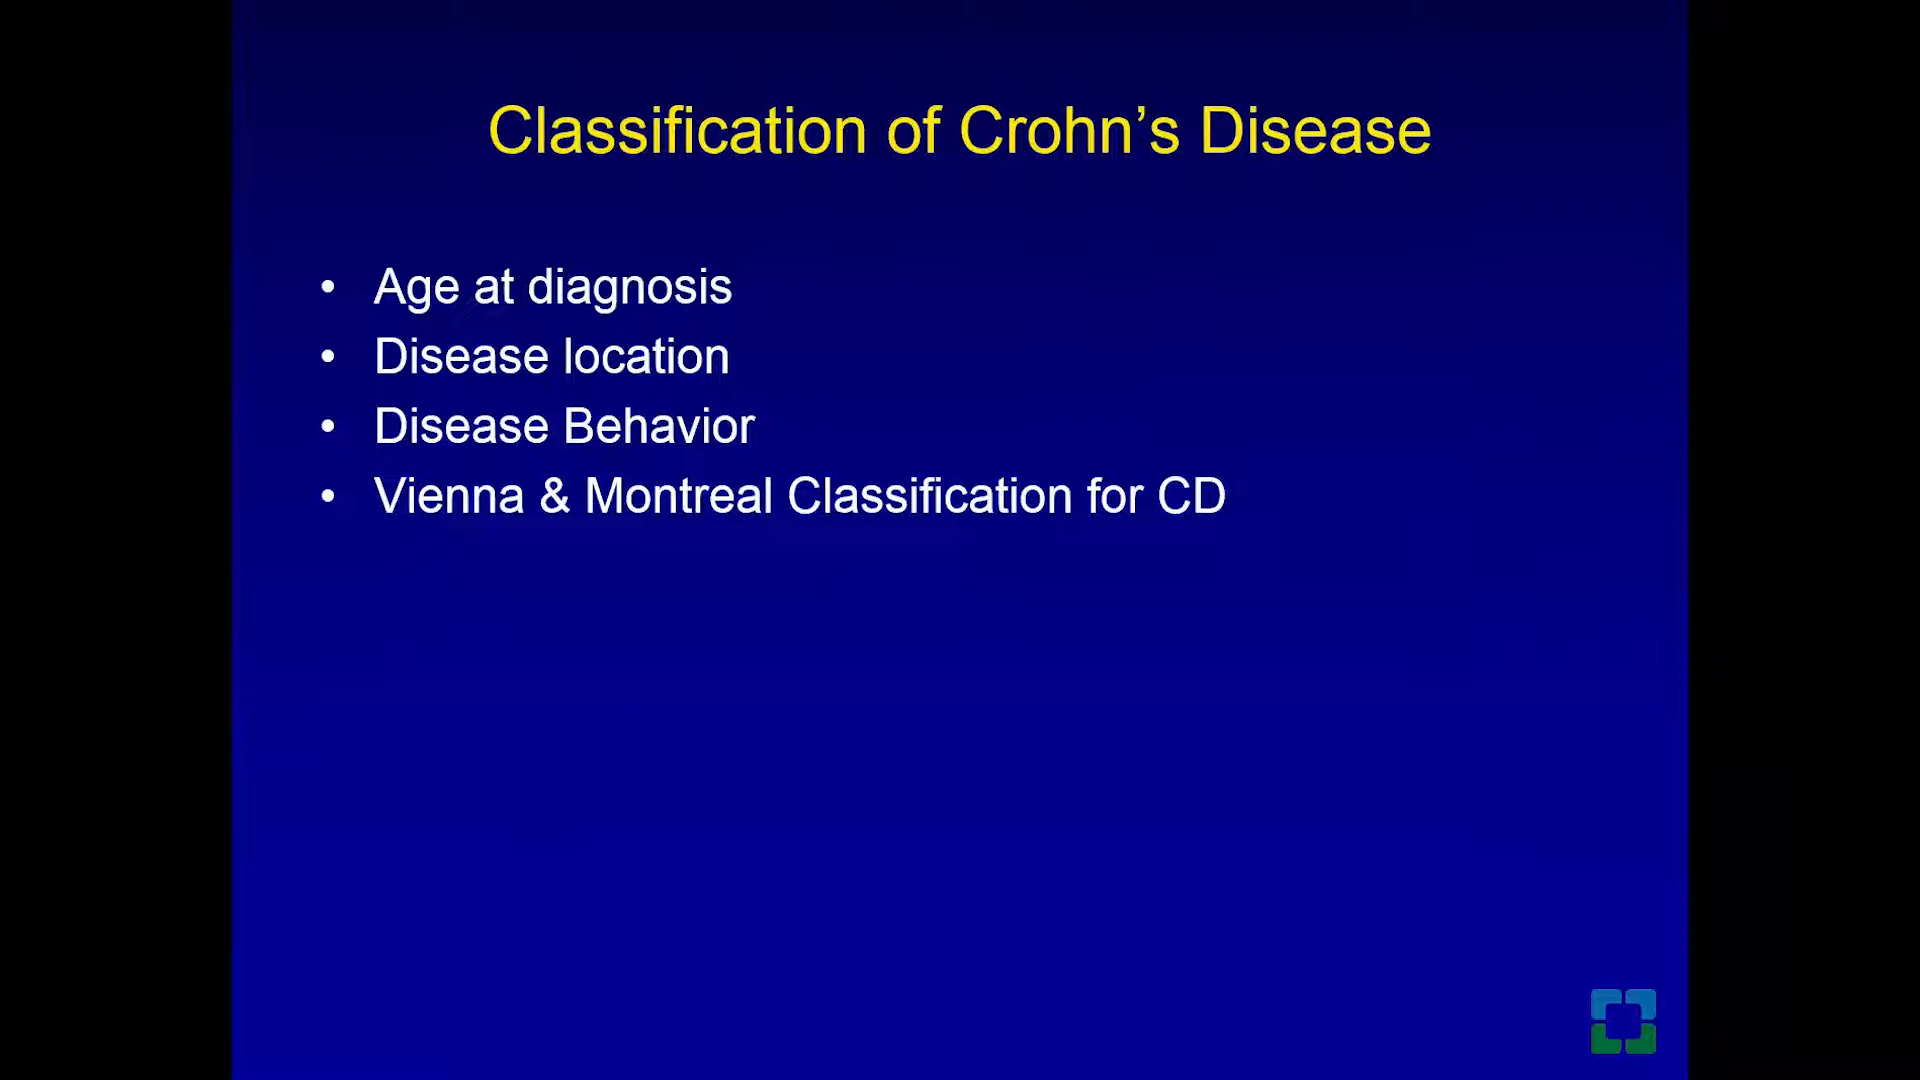 Classification of Crohn’s Disease
• Age at diagnosis
• Disease location
• Disease Behavior
• Vienna & Montreal Classification for CD